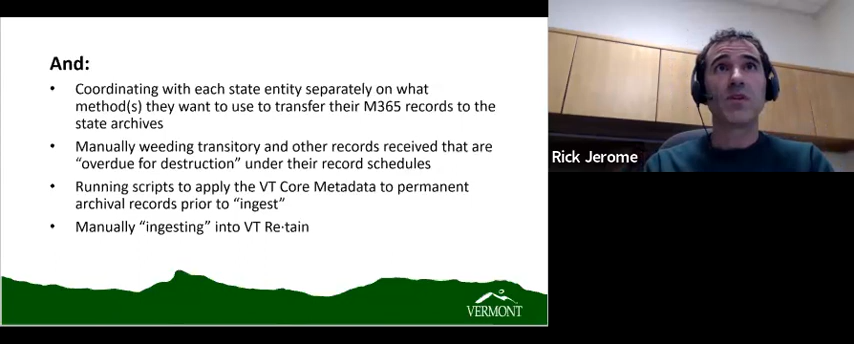 And:
• Coordinating with each state entity separately on what
method(s) they want to use to transfer their M365 records to the
state archives
• Manually weeding transitory and other records received that are
“overdue for destruction” under their record schedules
• Running scripts to apply the VT Core Metadata to permanent
archival records prior to “ingest”
• Manually “ingesting” into VT Re·tain
VERMONT
Rick Jerome